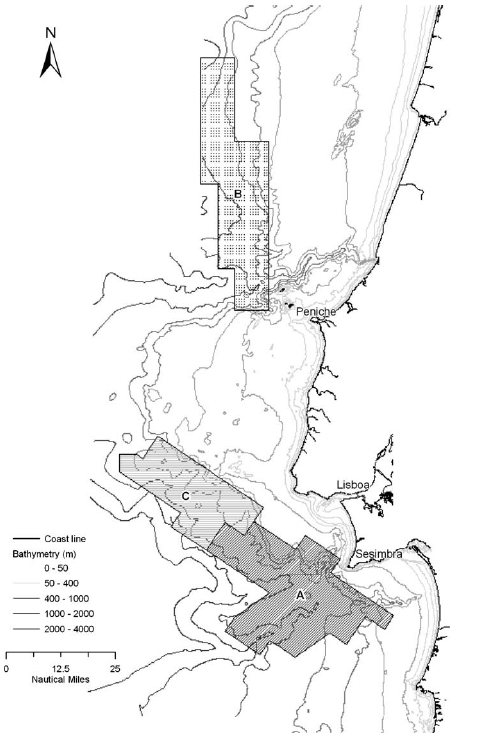 N
B
Peniche
C
Lisboa
Sesimbra
A
Coast line
Bathymetry (m)
0 - 50
50 - 400
400 - 1000
1000 - 2000
2000 - 4000
0 12.5 25
Nautical Miles